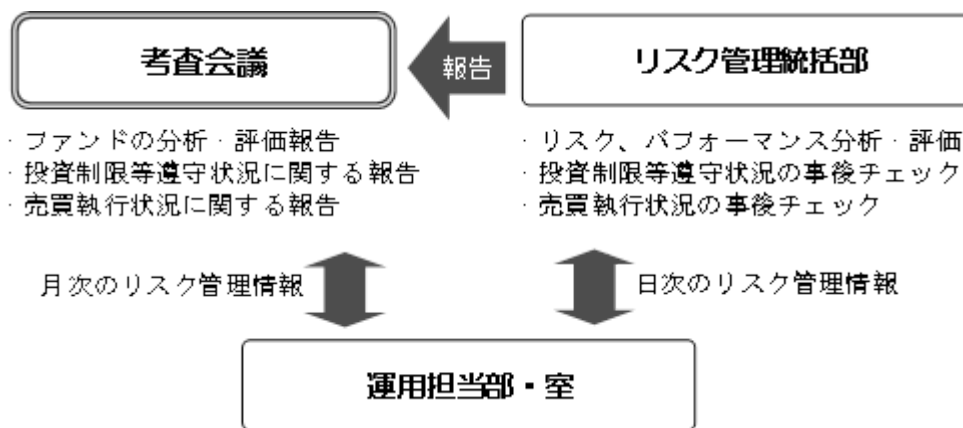 考査会議
報告
リスク管理統括部
· ファンドの分析 · 評価報告
· 投資制限等遵守状況に関する報告
· 売買執行状況に関する報告
· リスク、パフォーマンス分析 · 評価
· 投資制限等遵守状況の事後チェック
· 売買執行状況の事後チェック
月次のリスク管理情報
日次のリスク管理情報
運用担当部・室